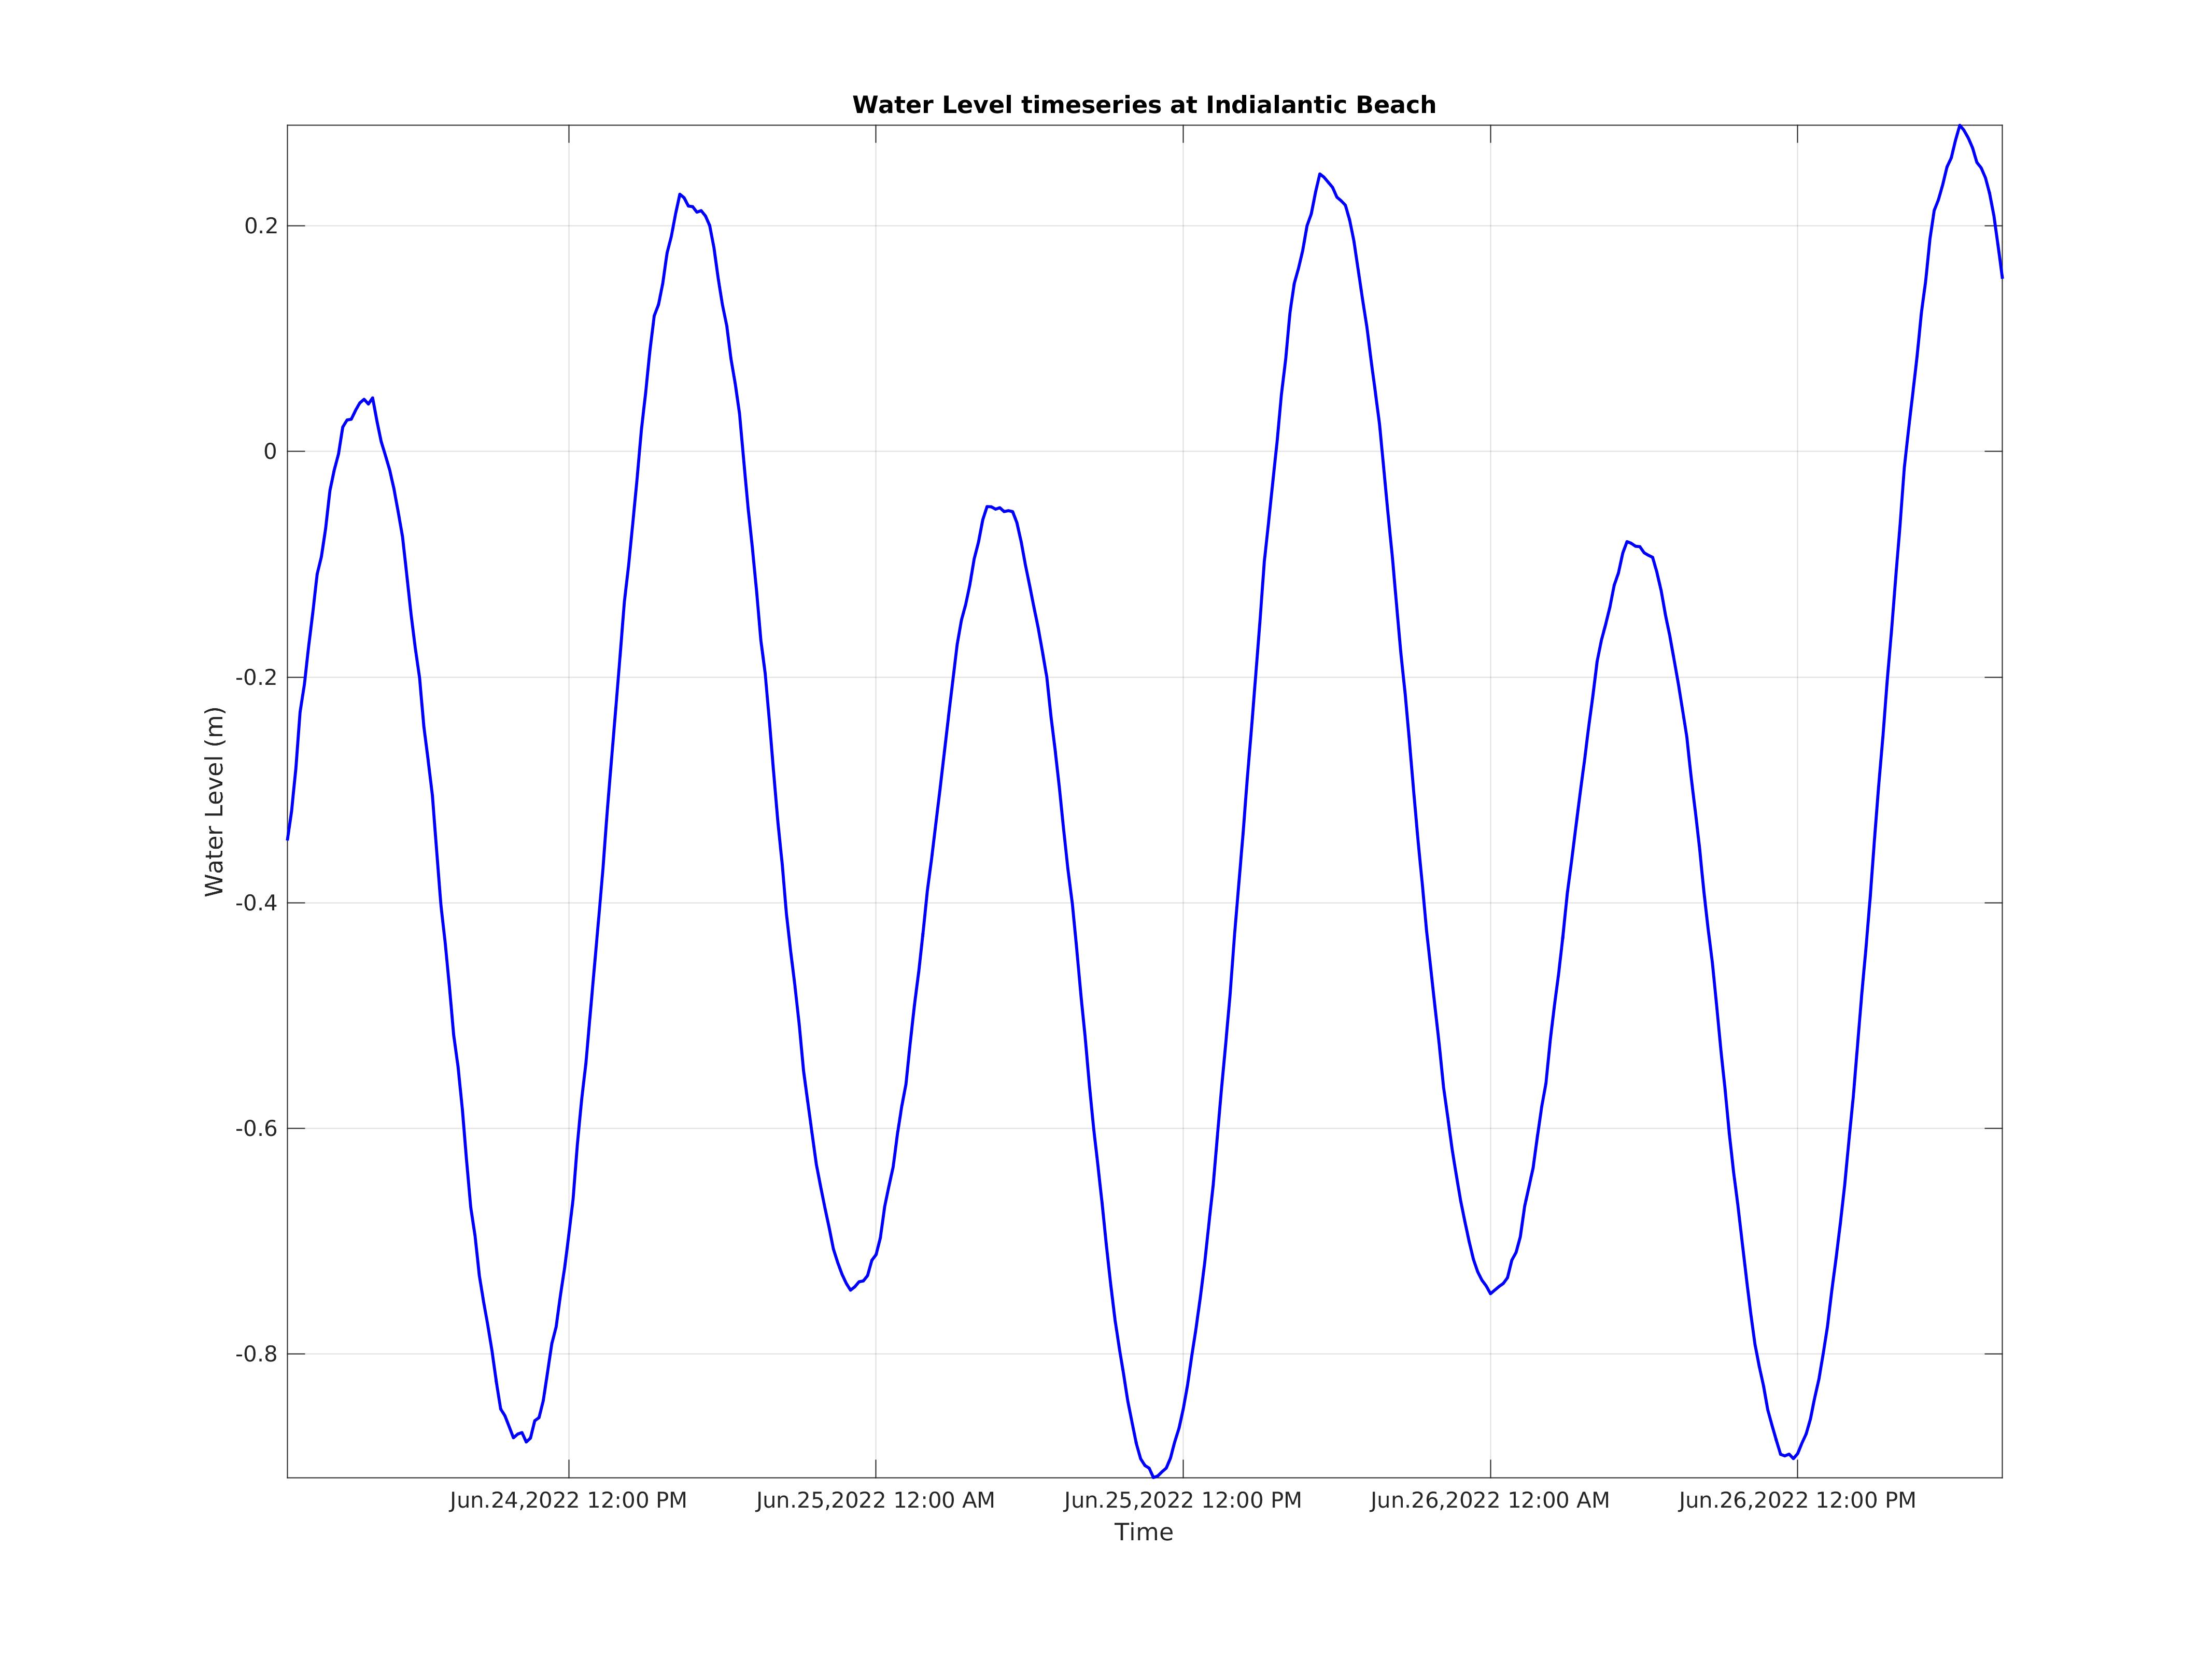 Water Level timeseries at Indialantic Beach
0.2
0
-0.2
-0.4
-0.6
-0.8
Water Level (m)
Jun.24,2022 12:00 PM
Jun.25,2022 12:00 AM
Jun.25,2022 12:00 PM
Jun.26,2022 12:00 AM
Jun.26,2022 12:00 PM
Time